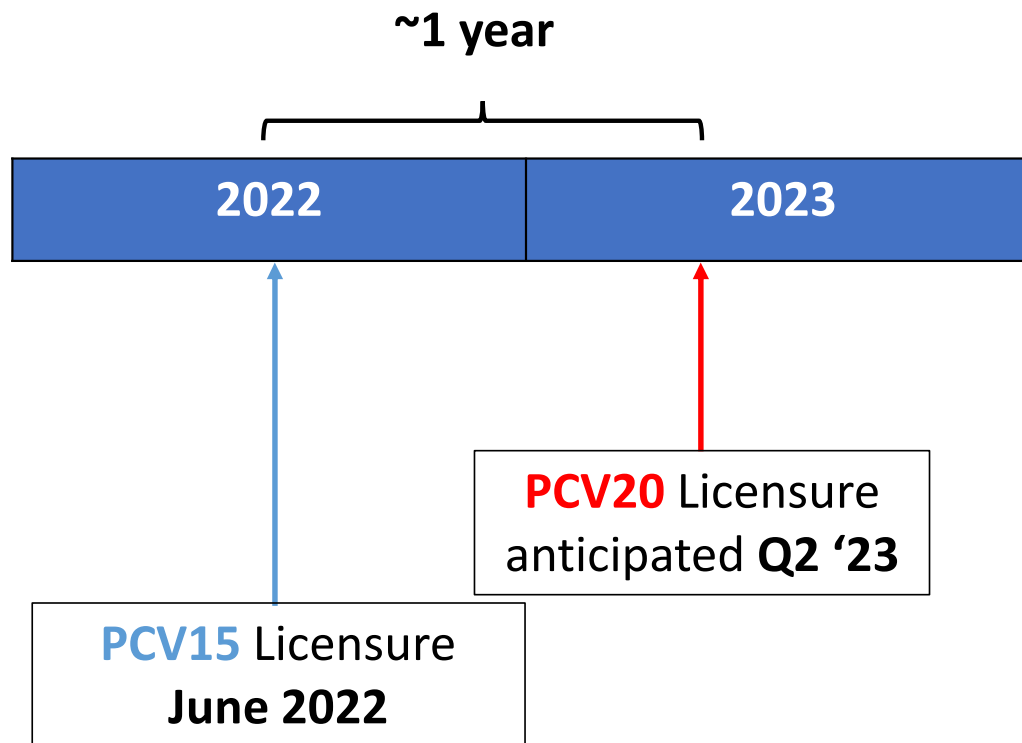 ~1 year
2022
2023
PCV20 Licensure
anticipated Q2 ‘23
PCV15 Licensure
June 2022